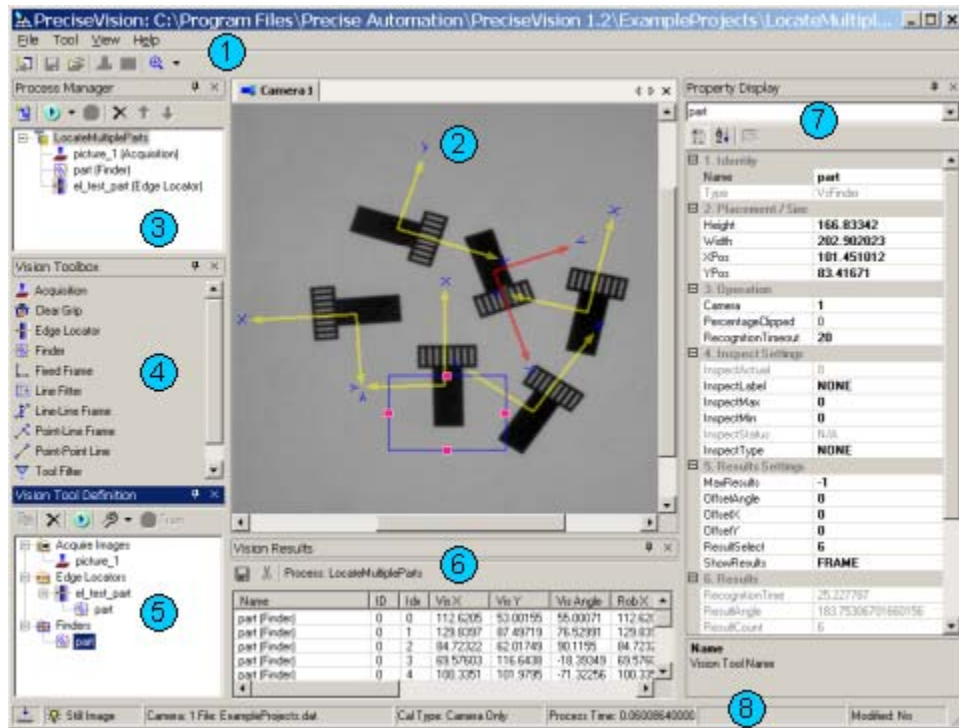 PreciseVision: C:\Program Files\Precise Automation\PreciseVision 1.2\ExampleProjects\LocateMultipl...
File Tool View Help
1
Process Manager
LocateMultipleParts
picture_1 (Acquisition)
part (Finder)
el_test_part (Edge Locator)
3
Vision Toolbox
Acquisition
Clear Grip
Edge Locator
Finder
Fixed Frame
Line Fitter
Line-Line Frame
Point-Line Frame
Point-Point Line
Tool Filter
4
Vision Tool Definition
Train
Acquire Images
picture_1
Edge Locators
el_test_part
part
Finders
part
5
Camera 1
2
Vision Results
6
Process: LocateMultipleParts
Name ID Idx Vis X Vis Y Vis Angle Rob X
part (Finder) 0 0 112.6205 53.00155 55.00071 112.620
part (Finder) 0 1 129.8397 87.49719 76.52991 129.839
part (Finder) 0 2 84.72322 62.01749 90.1195 84.7232
part (Finder) 0 3 69.57603 116.6438 -18.39349 69.5760
part (Finder) 0 4 100.3351 101.9795 -71.32256 100.335
Property Display
7
part
1. Identity
Name part
Type VsFinder
2. Placement / Size
Height 166.83342
Width 202.902023
XPos 101.451012
YPos 83.41671
3. Operation
Camera 1
PercentageClipped 0
RecognitionTimeout 20
4. Inspect Settings
InspectActual 0
InspectLabel NONE
InspectMax 0
InspectMin 0
InspectStatus N/A
InspectType NONE
5. Results Settings
MaxResults -1
OffsetAngle 0
OffsetX 0
OffsetY 0
ResultSelect 6
ShowResults FRAME
6. Results
RecognitionTime 25.227787
ResultAngle 183.75306701660156
ResultCount 6
Name
Vision Tool Name
Still Image
Camera: 1 File: ExampleProjects.dat
Cal Type: Camera Only
Process Time: 0.06008640000
8
Modified: No